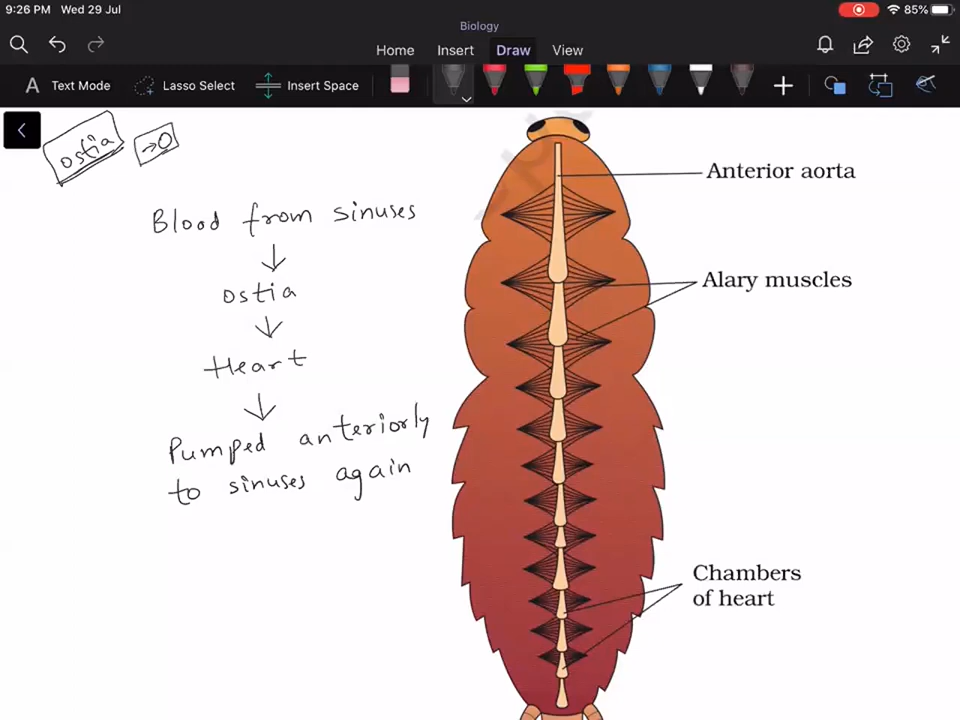 9:26 PM Wed 29 Jul
85%
Biology
Home Insert Draw View
Text Mode Lasso Select Insert Space
ostia →O
Blood from sinuses
↓
ostia
↓
Heart
↓
Pumped anteriorly
to sinuses again
Anterior aorta
Alary muscles
Chambers
of heart